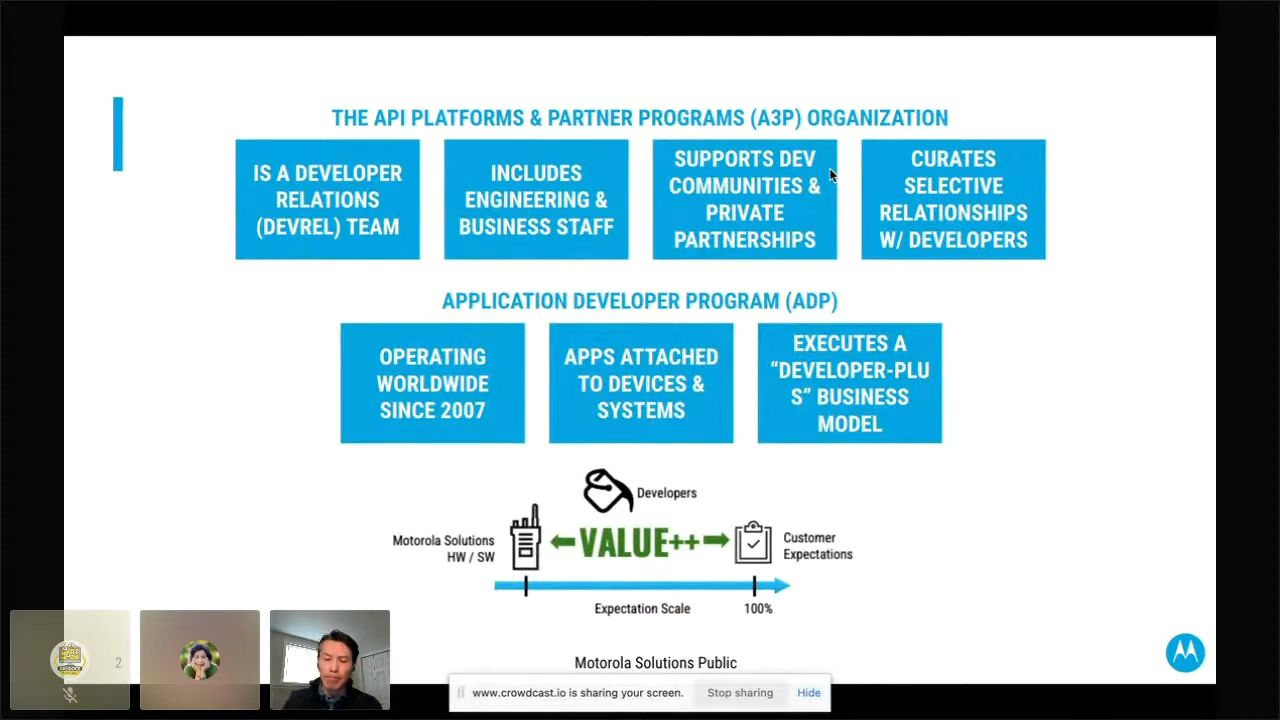 THE API PLATFORMS & PARTNER PROGRAMS (A3P) ORGANIZATION
IS A DEVELOPER
RELATIONS
(DEVREL) TEAM
INCLUDES
ENGINEERING &
BUSINESS STAFF
SUPPORTS DEV
COMMUNITIES &
PRIVATE
PARTNERSHIPS
CURATES
SELECTIVE
RELATIONSHIPS
W/ DEVELOPERS
APPLICATION DEVELOPER PROGRAM (ADP)
OPERATING
WORLDWIDE
SINCE 2007
APPS ATTACHED
TO DEVICES &
SYSTEMS
EXECUTES A
“DEVELOPER-PLU
S” BUSINESS
MODEL
Developers
Motorola Solutions
HW / SW
VALUE++
Customer
Expectations
Expectation Scale
100%
2
Motorola Solutions Public
www.crowdcast.io is sharing your screen.
Stop sharing
Hide